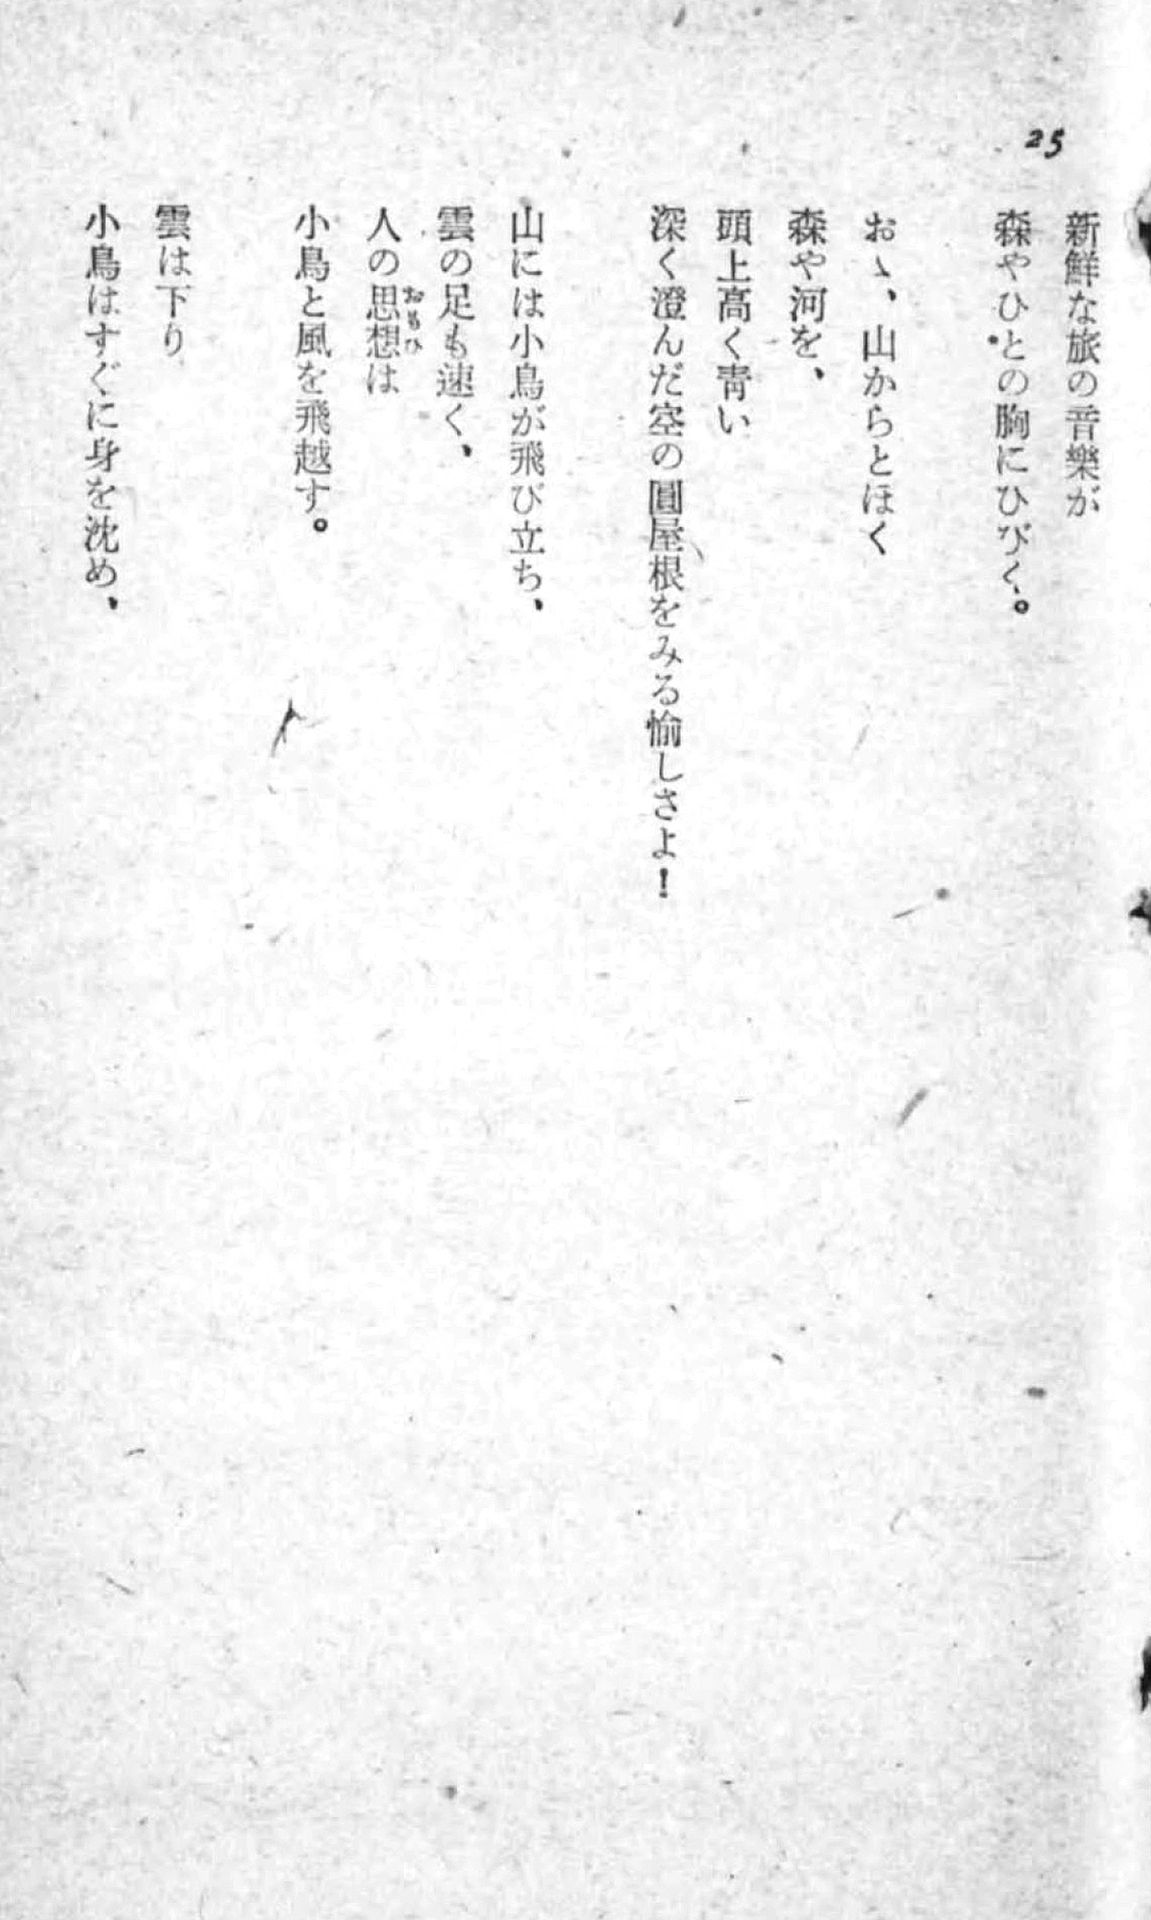 25
新鮮な旅の音樂が
森やひとの胸にひびく。
おゝ、山からとほく
森や河を、
頭上高く靑い
深く澄んだ空の圓屋根をみる愉しさよ！
山には小鳥が飛び立ち、
雲の足も速く、
人の思想は
おもひ
小鳥と風を飛越す。
雲は下り
小鳥はすぐに身を沈め、